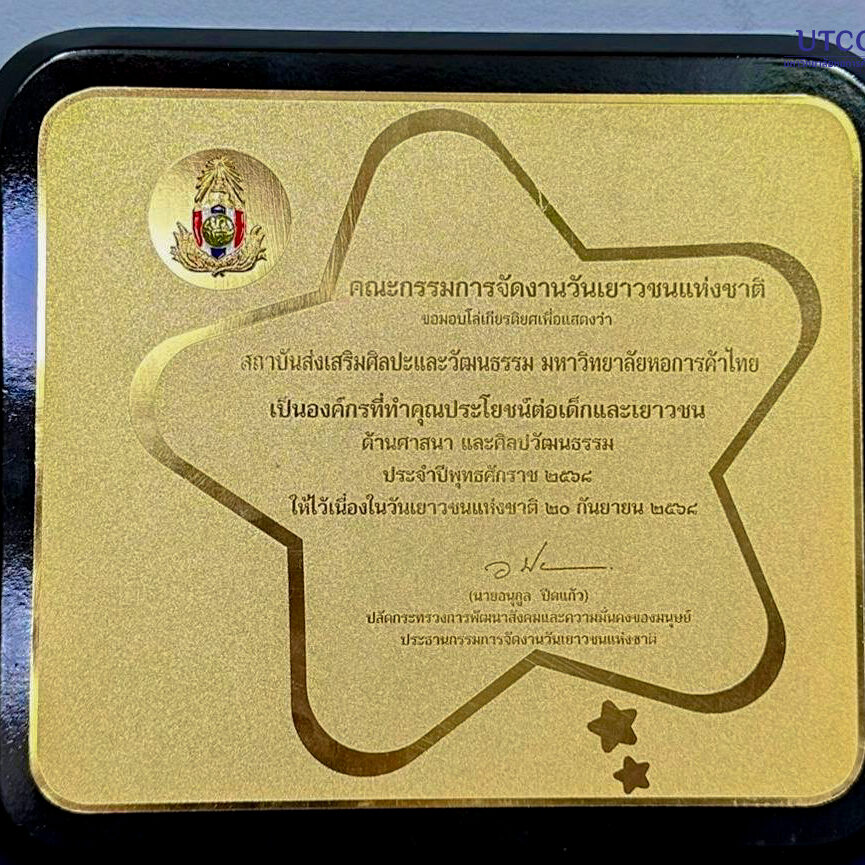 UTCC
คณะกรรมการจัดงานวันเยาวชนแห่งชาติ
ขอมอบโล่เกียรติยศเพื่อแสดงว่า
สถาบันส่งเสริมศิลปะและวัฒนธรรม มหาวิทยาลัยหอการค้าไทย
เป็นองค์กรที่ทำคุณประโยชน์ต่อเด็กและเยาวชน
ด้านศาสนา และศิลปวัฒนธรรม
ประจำปีพุทธศักราช ๒๕๖๘
ให้ไว้เนื่องในวันเยาวชนแห่งชาติ ๒๐ กันยายน ๒๕๖๘
(นายอนุกูล ปีดแก้ว)
ปลัดกระทรวงการพัฒนาสังคมและความมั่นคงของมนุษย์
ประธานกรรมการจัดงานวันเยาวชนแห่งชาติ